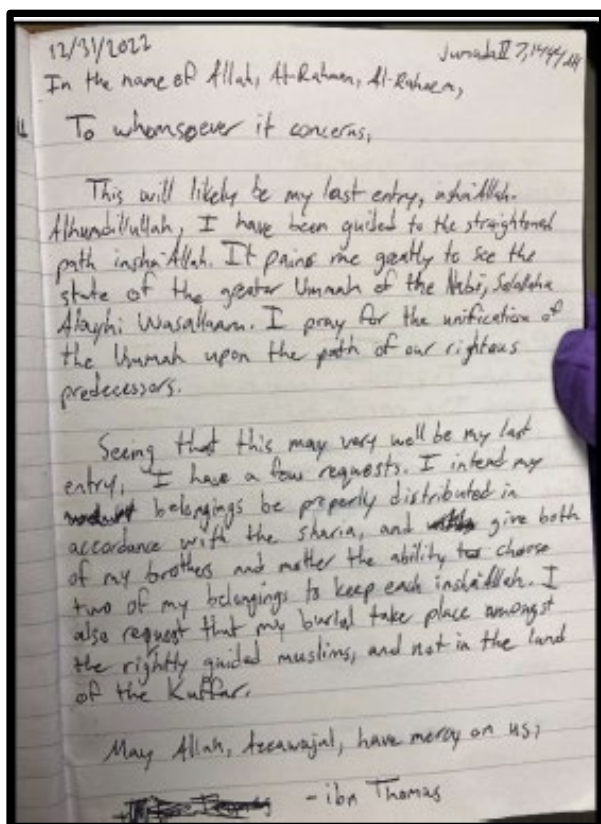 12/31/2022 Jumada II 7, 1444 AH
In the name of Allah, Ar-Rahman, Al-Raheem,
To whomsoever it concerns,
This will likely be my last entry, insha'Allah.
Alhumdillullah, I have been guided to the straightened
path insha'Allah. It pains me greatly to see the
state of the greater Ummah of the Nabi,
Alayhi Wasallaam. I pray for the unification of
the Ummah upon the path of our righteous
predecessors.
Seeing that this may very well be my last
entry, I have a few requests. I intend my
belongings be properly distributed in
accordance with the sharia, and give both
of my brothers and mother the ability to choose
two of my belongings to keep each insha'Allah. I
also request that my burial take place amongst
the rightly guided muslims, and not in the land
of the Kuffar.
May Allah, Azzawajal, have mercy on us,
- ibn Thomas